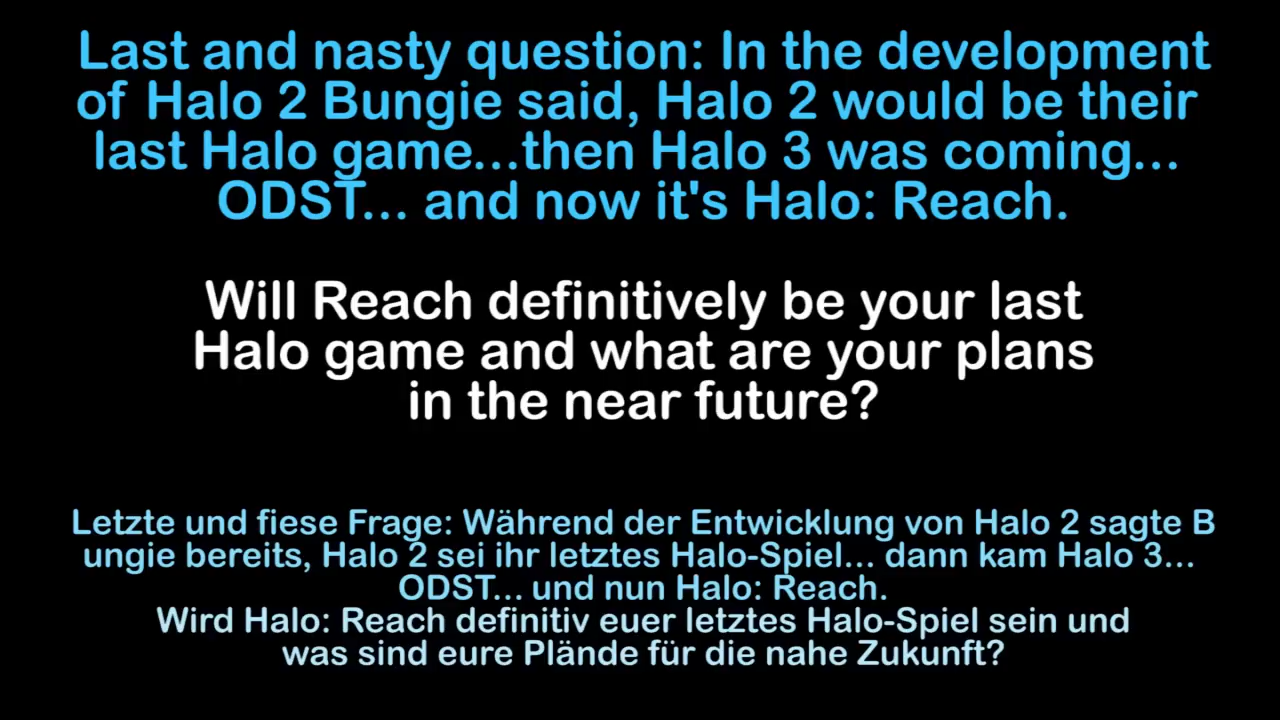 Last and nasty question: In the development
of Halo 2 Bungie said, Halo 2 would be their
last Halo game...then Halo 3 was coming...
ODST... and now it's Halo: Reach.
Will Reach definitively be your last
Halo game and what are your plans
in the near future?
Letzte und fiese Frage: Während der Entwicklung von Halo 2 sagte B
ungie bereits, Halo 2 sei ihr letztes Halo-Spiel... dann kam Halo 3...
ODST... und nun Halo: Reach.
Wird Halo: Reach definitiv euer letztes Halo-Spiel sein und
was sind eure Plände für die nahe Zukunft?